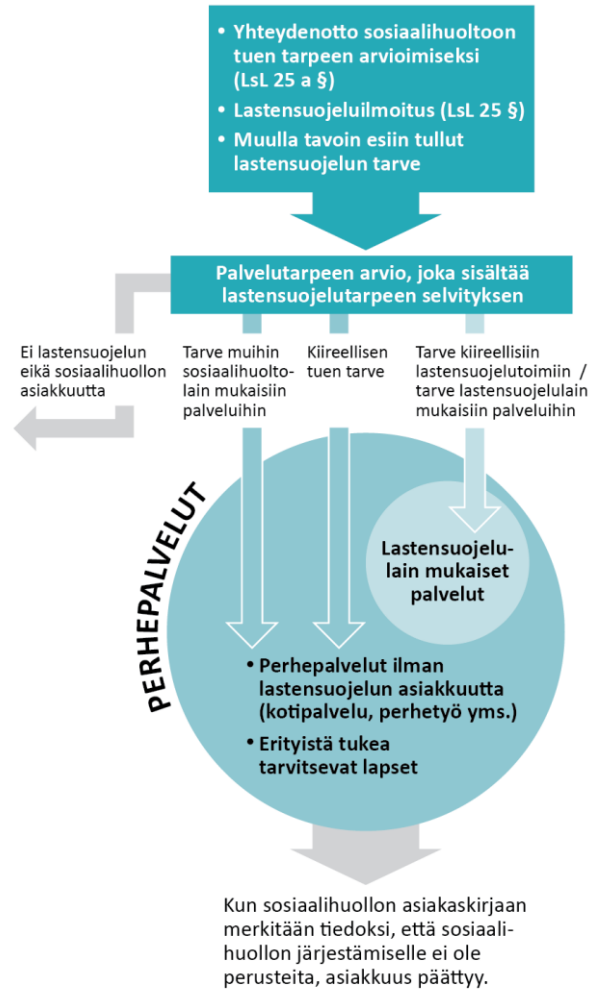 • Yhteydenotto sosiaalihuoltoon
tuen tarpeen arvioimiseksi
(LsL 25 a §)
• Lastensuojeluilmoitus (LsL 25 §)
• Muulla tavoin esiin tullut
lastensuojelun tarve
Palvelutarpeen arvio, joka sisältää
lastensuojelutarpeen selvityksen
Ei lastensuojelun
eikä sosiaalihuollon
asiakkuutta
Tarve muihin
sosiaalihuolto-
lain mukaisiin
palveluihin
Kiireellisen
tuen tarve
Tarve kiireellisiin
lastensuojelutoimiin /
tarve lastensuojelulain
mukaisiin palveluihin
PERHEPALVELUT
Lastensuojelu-
lain mukaiset
palvelut
• Perhepalvelut ilman
lastensuojelun asiakkuutta
(kotipalvelu, perhetyö yms.)
• Erityistä tukea
tarvitsevat lapset
Kun sosiaalihuollon asiakaskirjaan
merkitään tiedoksi, että sosiaali-
huollon järjestämiselle ei ole
perusteita, asiakkuus päättyy.